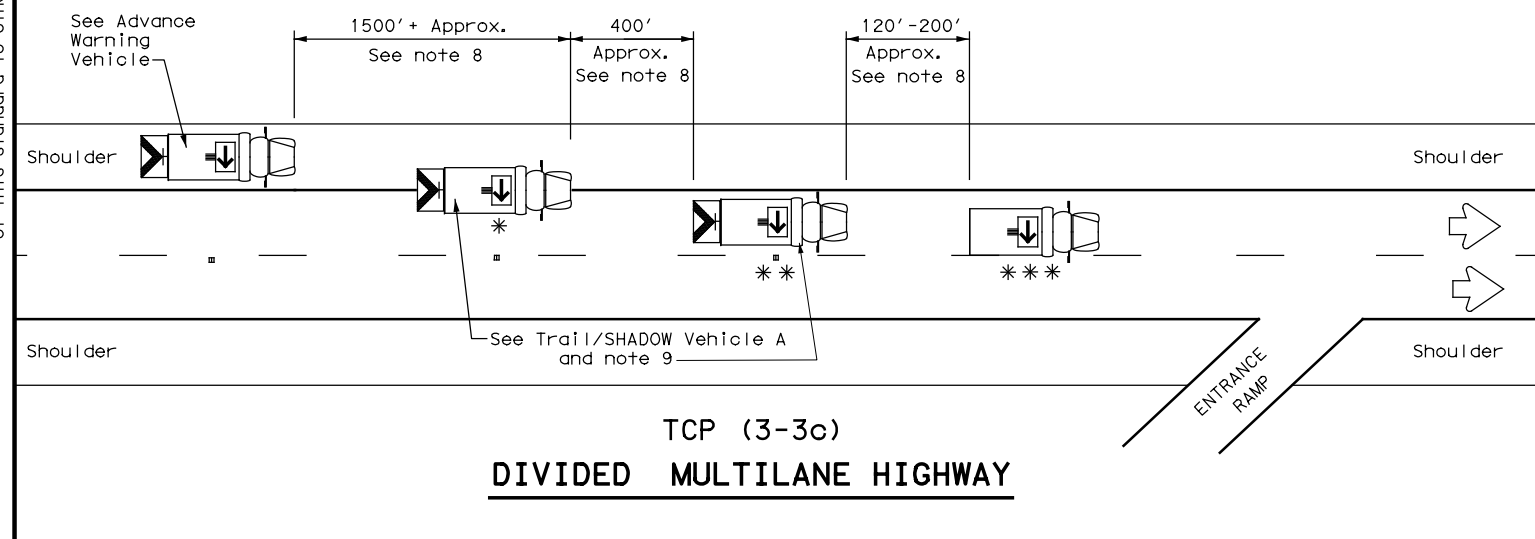 See Advance
Warning
Vehicle
1500'+ Approx.
See note 8
400'
Approx.
See note 8
120'-200'
Approx.
See note 8
Shoulder
Shoulder
*
**
***
See Trail/SHADOW Vehicle A
and note 9
Shoulder
Shoulder
ENTRANCE
RAMP
TCP (3-3c)
DIVIDED MULTILANE HIGHWAY